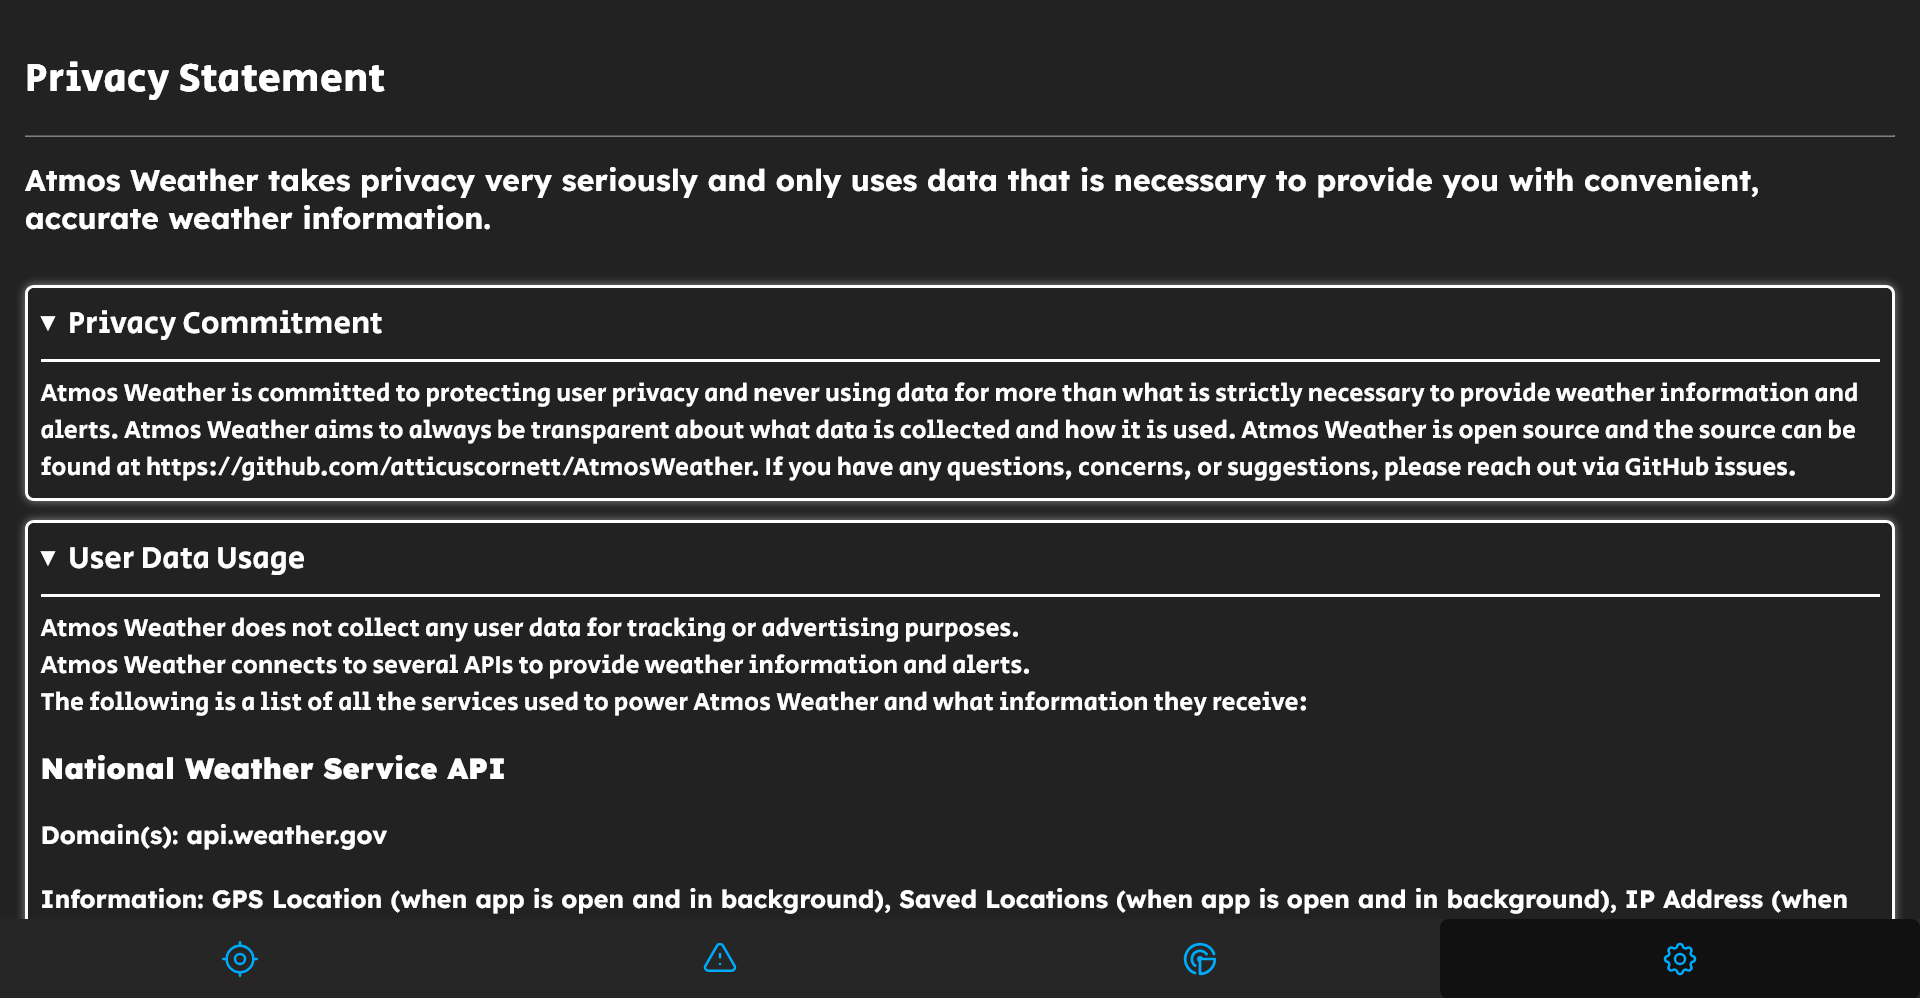 Privacy Statement
Atmos Weather takes privacy very seriously and only uses data that is necessary to provide you with convenient,
accurate weather information.
▼ Privacy Commitment
Atmos Weather is committed to protecting user privacy and never using data for more than what is strictly necessary to provide weather information and
alerts. Atmos Weather aims to always be transparent about what data is collected and how it is used. Atmos Weather is open source and the source can be
found at https://github.com/atticuscornett/AtmosWeather. If you have any questions, concerns, or suggestions, please reach out via GitHub issues.
▼ User Data Usage
Atmos Weather does not collect any user data for tracking or advertising purposes.
Atmos Weather connects to several APIs to provide weather information and alerts.
The following is a list of all the services used to power Atmos Weather and what information they receive:
National Weather Service API
Domain(s): api.weather.gov
Information: GPS Location (when app is open and in background), Saved Locations (when app is open and in background), IP Address (when